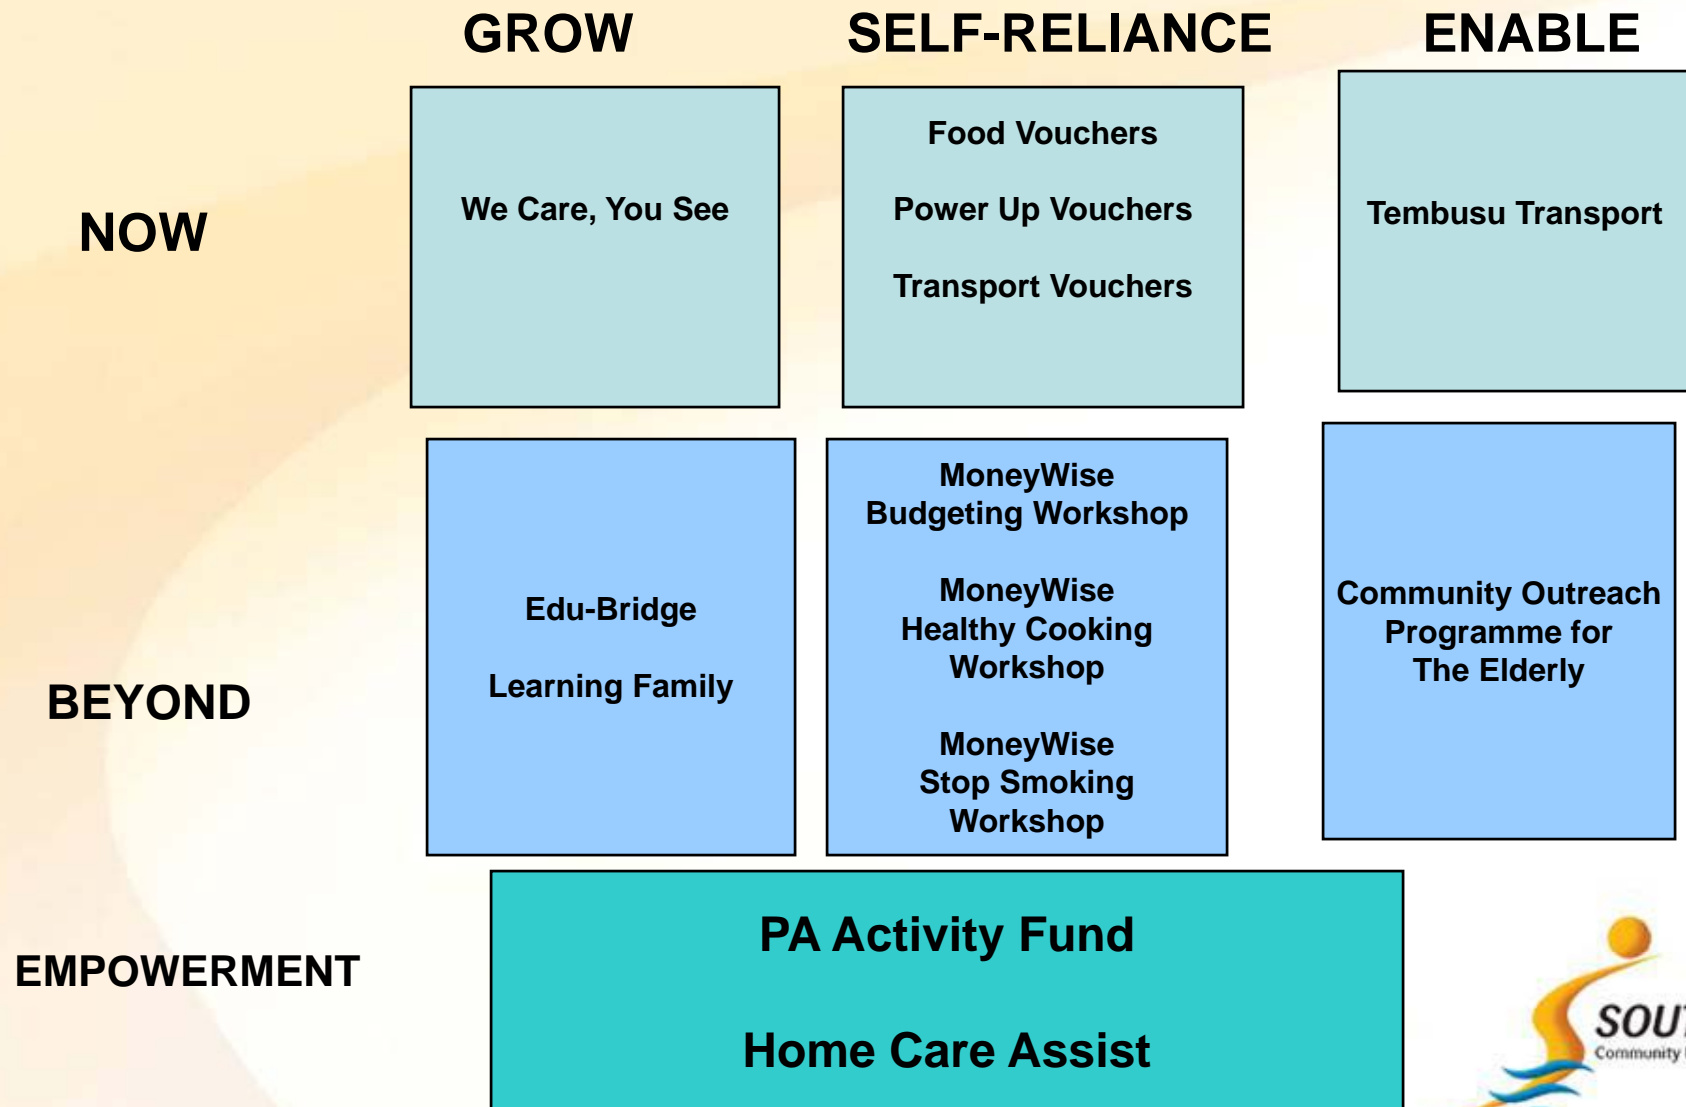 GROW
SELF-RELIANCE
ENABLE
NOW
We Care, You See
Food Vouchers
Power Up Vouchers
Transport Vouchers
Tembusu Transport
BEYOND
Edu-Bridge
Learning Family
MoneyWise
Budgeting Workshop
MoneyWise
Healthy Cooking
Workshop
MoneyWise
Stop Smoking
Workshop
Community Outreach
Programme for
The Elderly
EMPOWERMENT
PA Activity Fund
Home Care Assist
Community